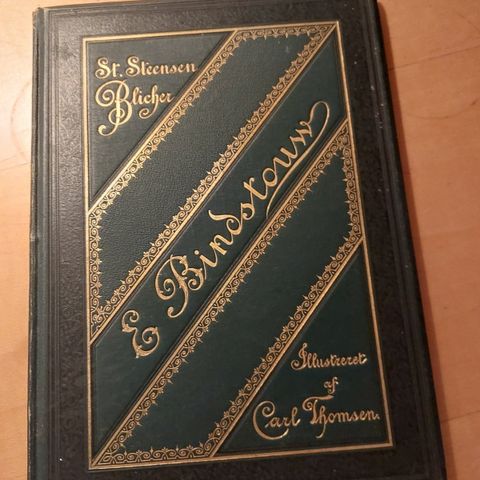 St. Steensen
Blicher
E Bindstouw
Illustreret
af
Carl Thomsen.